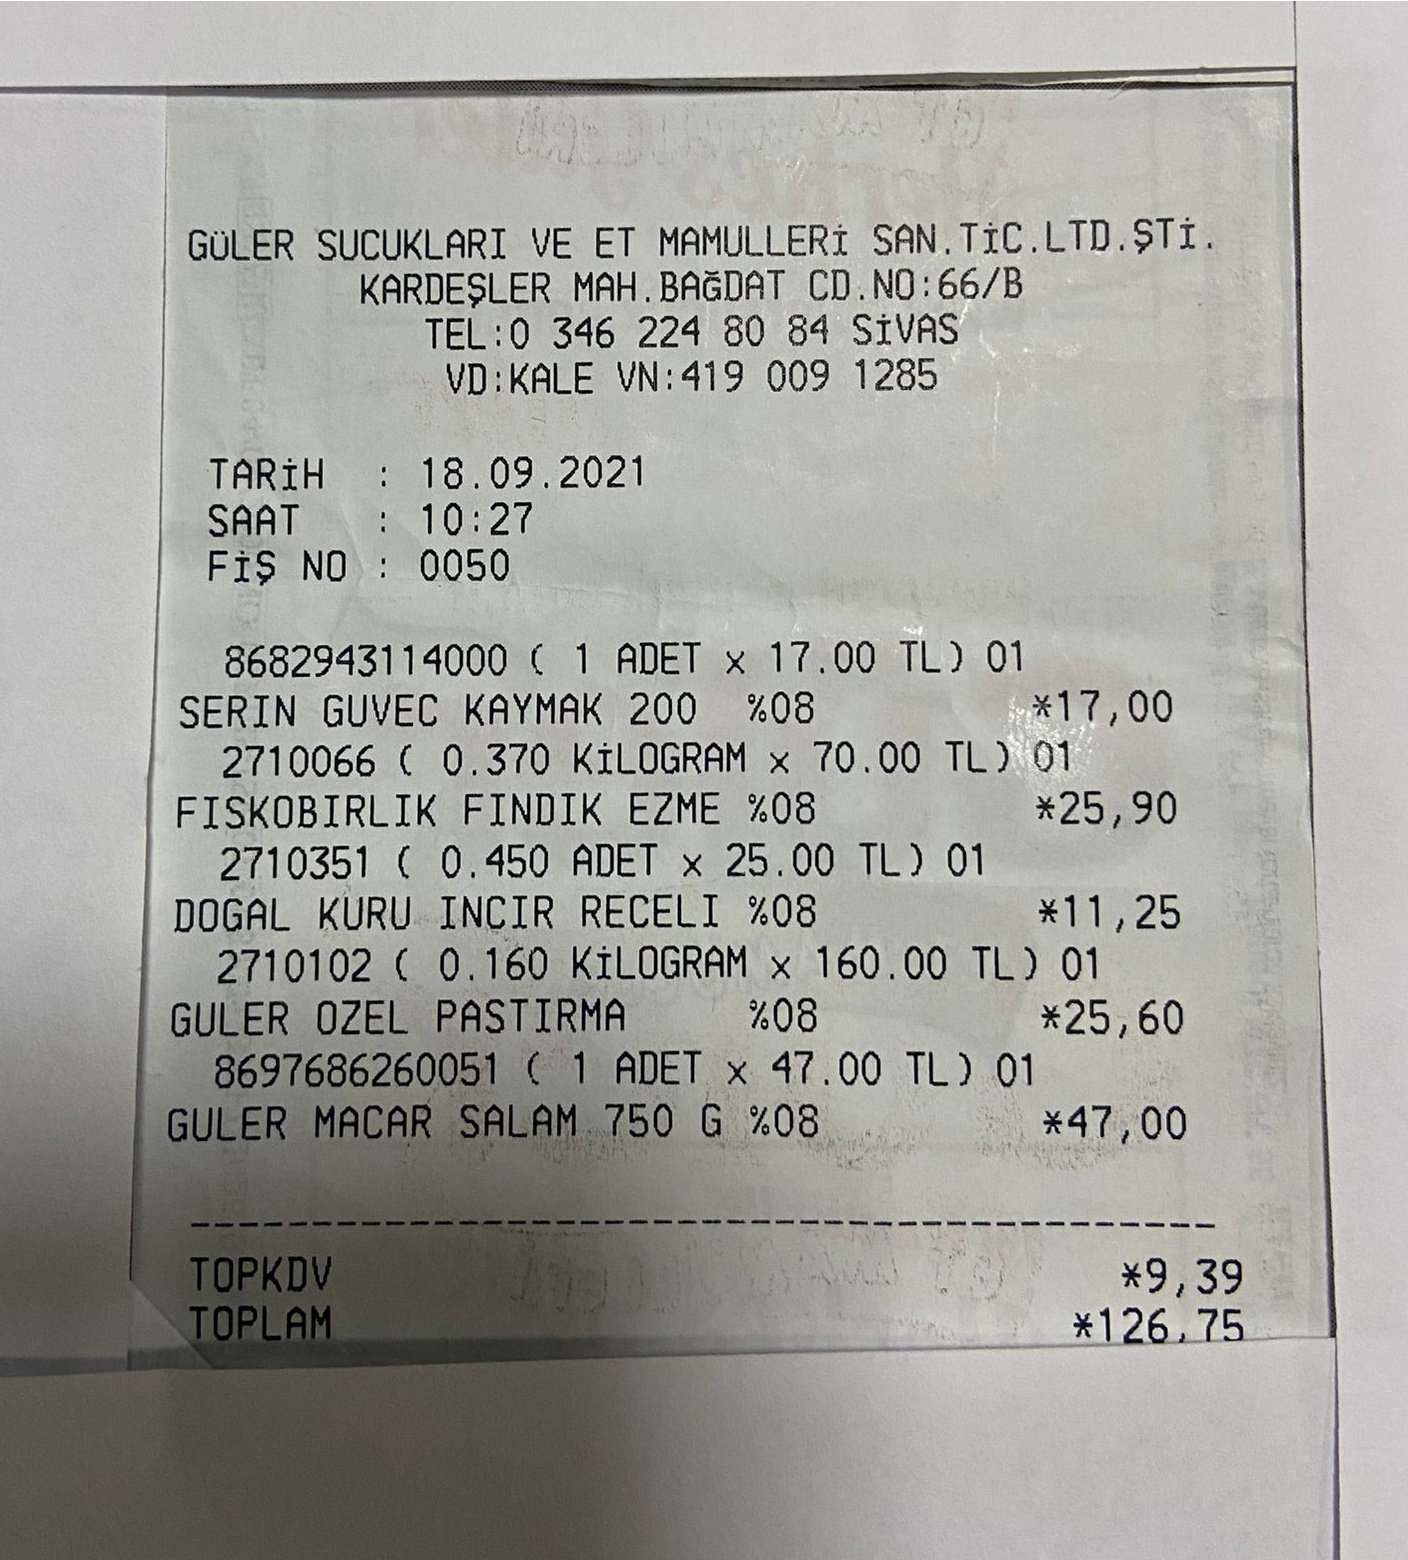 GÜLER SUCUKLARI VE ET MAMULLERİ SAN.TİC.LTD.ŞTİ.
KARDEŞLER MAH.BAĞDAT CD.NO:66/B
TEL:0 346 224 80 84 SİVAS
VD:KALE VN:419 009 1285
TARİH : 18.09.2021
SAAT : 10:27
FİŞ NO : 0050
8682943114000 ( 1 ADET x 17.00 TL) 01
SERIN GUVEC KAYMAK 200 %08 *17,00
2710066 ( 0.370 KİLOGRAM x 70.00 TL) 01
FISKOBIRLIK FINDIK EZME %08 *25,90
2710351 ( 0.450 ADET x 25.00 TL) 01
DOGAL KURU INCIR RECELI %08 *11,25
2710102 ( 0.160 KİLOGRAM x 160.00 TL) 01
GULER OZEL PASTIRMA %08 *25,60
8697686260051 ( 1 ADET x 47.00 TL) 01
GULER MACAR SALAM 750 G %08 *47,00
------------------------------------------
TOPKDV *9,39
TOPLAM *126,75